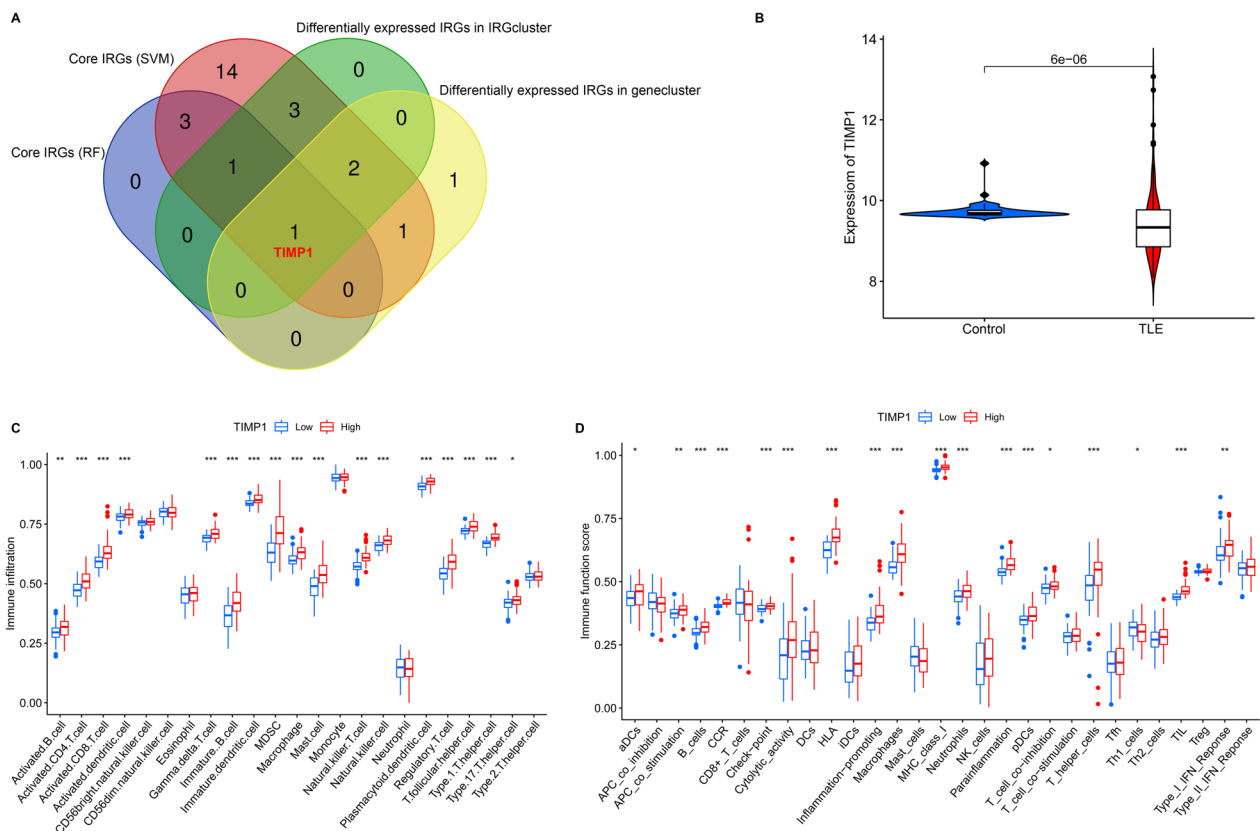 A
Differentially expressed IRGs in IRGcluster
Core IRGs (SVM)
14
0
Differentially expressed IRGs in genecluster
3
3
0
Core IRGs (RF)
1
2
0
1
0
1
1
TIMP1
0
0
0
B
14
6e-06
12
10
8
Expressiom of TIMP1
Control
TLE
C
TIMP1
Low
High
** *** *** *** *** *** *** *** *** *** *** *** *** *** *** *** *
1.00
0.75
0.50
0.25
0.00
Immune infiltration
Activated.B.cell
Activated.CD4.T.cell
Activated.CD8.T.cell
Activated.dendritic.cell
CD56bright.natural.killer.cell
CD56dim.natural.killer.cell
Eosinophil
Gamma.delta.T.cell
Immature..B.cell
Immature.dendritic.cell
MDSC
Macrophage
Mast.cell
Monocyte
Natural.killer.T.cell
Natural.killer.cell
Neutrophil
Plasmacytoid.dendritic.cell
Regulatory.T.cell
T.follicular.helper.cell
Type.1.T.helper.cell
Type.17.T.helper.cell
Type.2.T.helper.cell
D
TIMP1
Low
High
* ** *** *** *** *** *** *** *** *** *** *** *** * *** * *** **
1.00
0.75
0.50
0.25
0.00
Immune function score
aDCs
APC_co_inhibition
APC_co_stimulation
B_cells
CCR
CD8+_T_cells
Check-point
Cytolytic_activity
DCs
HLA
iDCs
Inflammation-promoting
Macrophages
Mast_cells
MHC_class_I
Neutrophils
NK_cells
Parainflammation
pDCs
T_cell_co-inhibition
T_cell_co-stimulation
T_helper_cells
Tfh
Th1_cells
Th2_cells
TIL
Treg
Type_I_IFN_Reponse
Type_II_IFN_Reponse